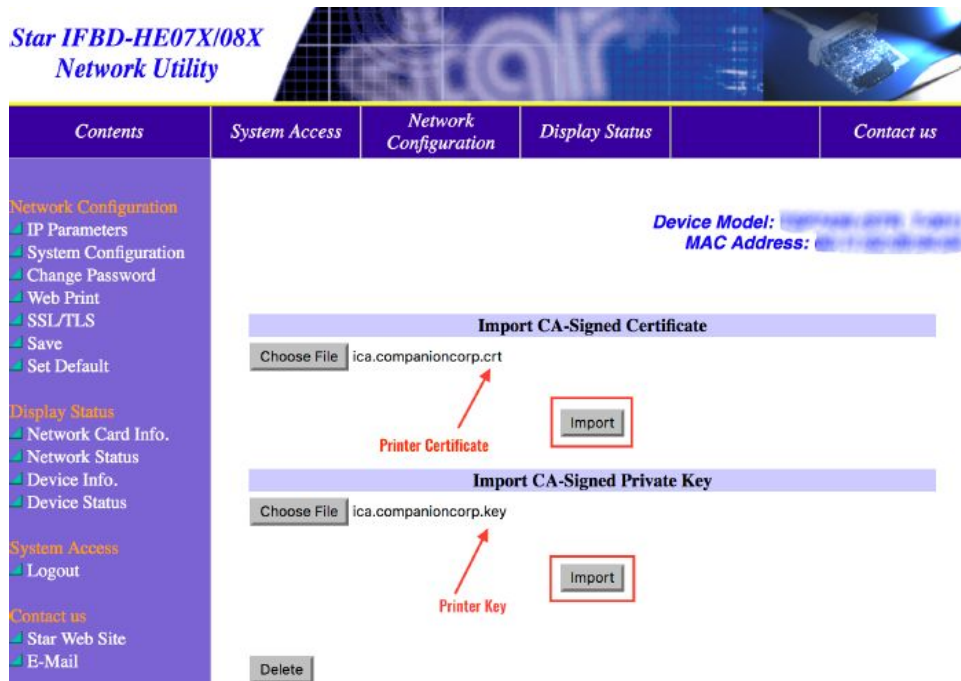 Star IFBD-HE07X/08X
Network Utility
star
Contents
System Access
Network
Configuration
Display Status
Contact us
Network Configuration
IP Parameters
System Configuration
Change Password
Web Print
SSL/TLS
Save
Set Default
Display Status
Network Card Info.
Network Status
Device Info.
Device Status
System Access
Logout
Contact us
Star Web Site
E-Mail
Device Model:
MAC Address:
Import CA-Signed Certificate
Choose File ica.companioncorp.crt
Import
Printer Certificate
Import CA-Signed Private Key
Choose File ica.companioncorp.key
Import
Printer Key
Delete